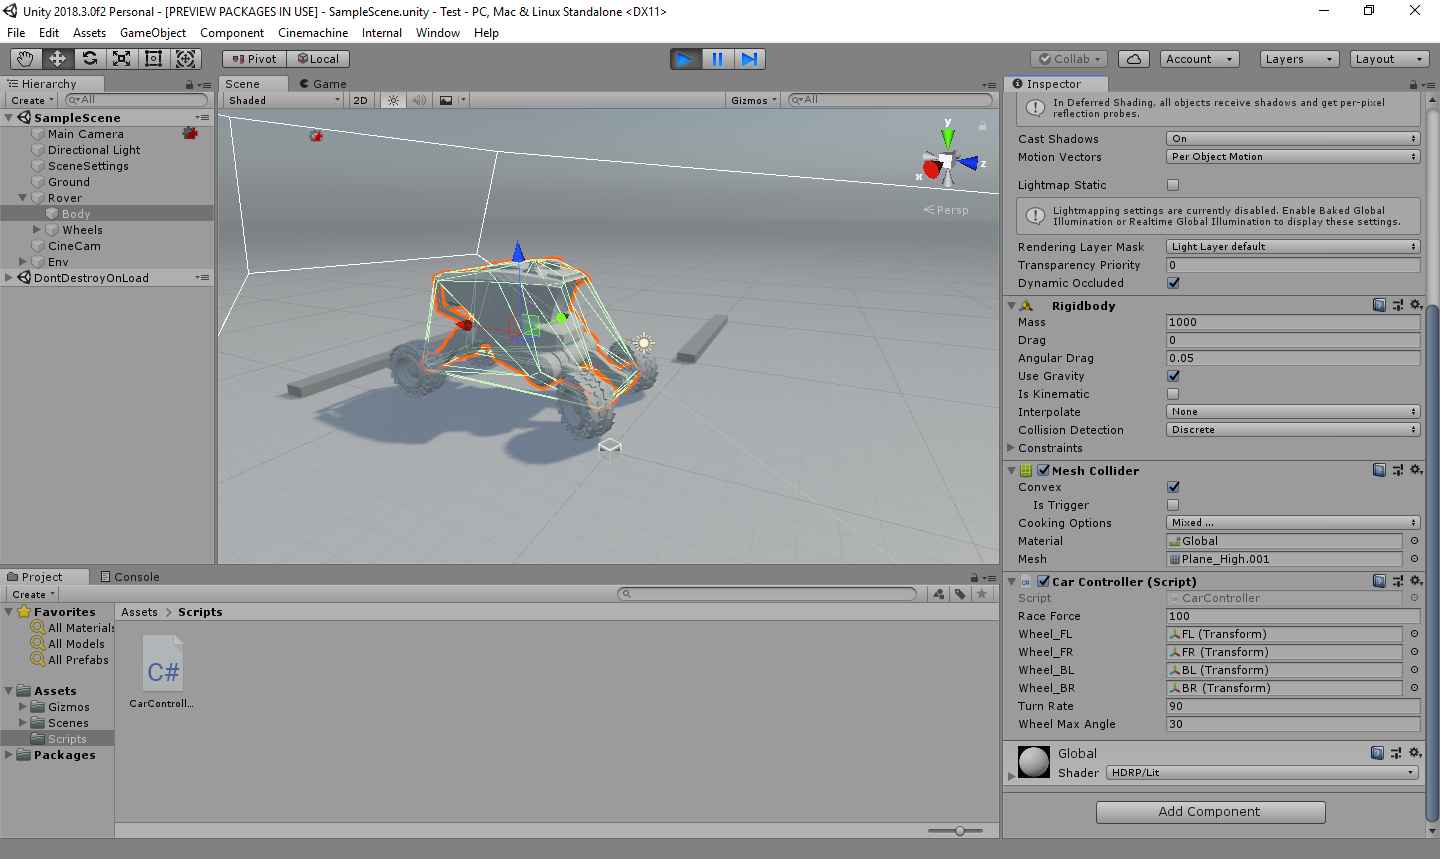 Unity 2018.3.0f2 Personal - [PREVIEW PACKAGES IN USE] - SampleScene.unity - Test - PC, Mac & Linux Standalone <DX11>
File Edit Assets GameObject Component Cinemachine Internal Window Help
Pivot Local Collab Account Layers Layout
Hierarchy
Create All
SampleScene
Main Camera
Directional Light
SceneSettings
Ground
Rover
Body
Wheels
CineCam
Env
DontDestroyOnLoad
Scene Game
Shaded 2D Gizmos All
y
z
x
Persp
Inspector
In Deferred Shading, all objects receive shadows and get per-pixel
reflection probes.
Cast Shadows On
Motion Vectors Per Object Motion
Lightmap Static
Lightmapping settings are currently disabled. Enable Baked Global
Illumination or Realtime Global Illumination to display these settings.
Rendering Layer Mask Light Layer default
Transparency Priority 0
Dynamic Occluded
Rigidbody
Mass 1000
Drag 0
Angular Drag 0.05
Use Gravity
Is Kinematic
Interpolate None
Collision Detection Discrete
Constraints
Mesh Collider
Convex
Is Trigger
Cooking Options Mixed ...
Material Global
Mesh Plane_High.001
C# Car Controller (Script)
Script CarController
Race Force 100
Wheel_FL FL (Transform)
Wheel_FR FR (Transform)
Wheel_BL BL (Transform)
Wheel_BR BR (Transform)
Turn Rate 90
Wheel Max Angle 30
Global
Shader HDRP/Lit
Add Component
Project Console
Create
Favorites
All Materials
All Models
All Prefabs
Assets
Gizmos
Scenes
Scripts
Packages
Assets > Scripts
C#
CarControll...